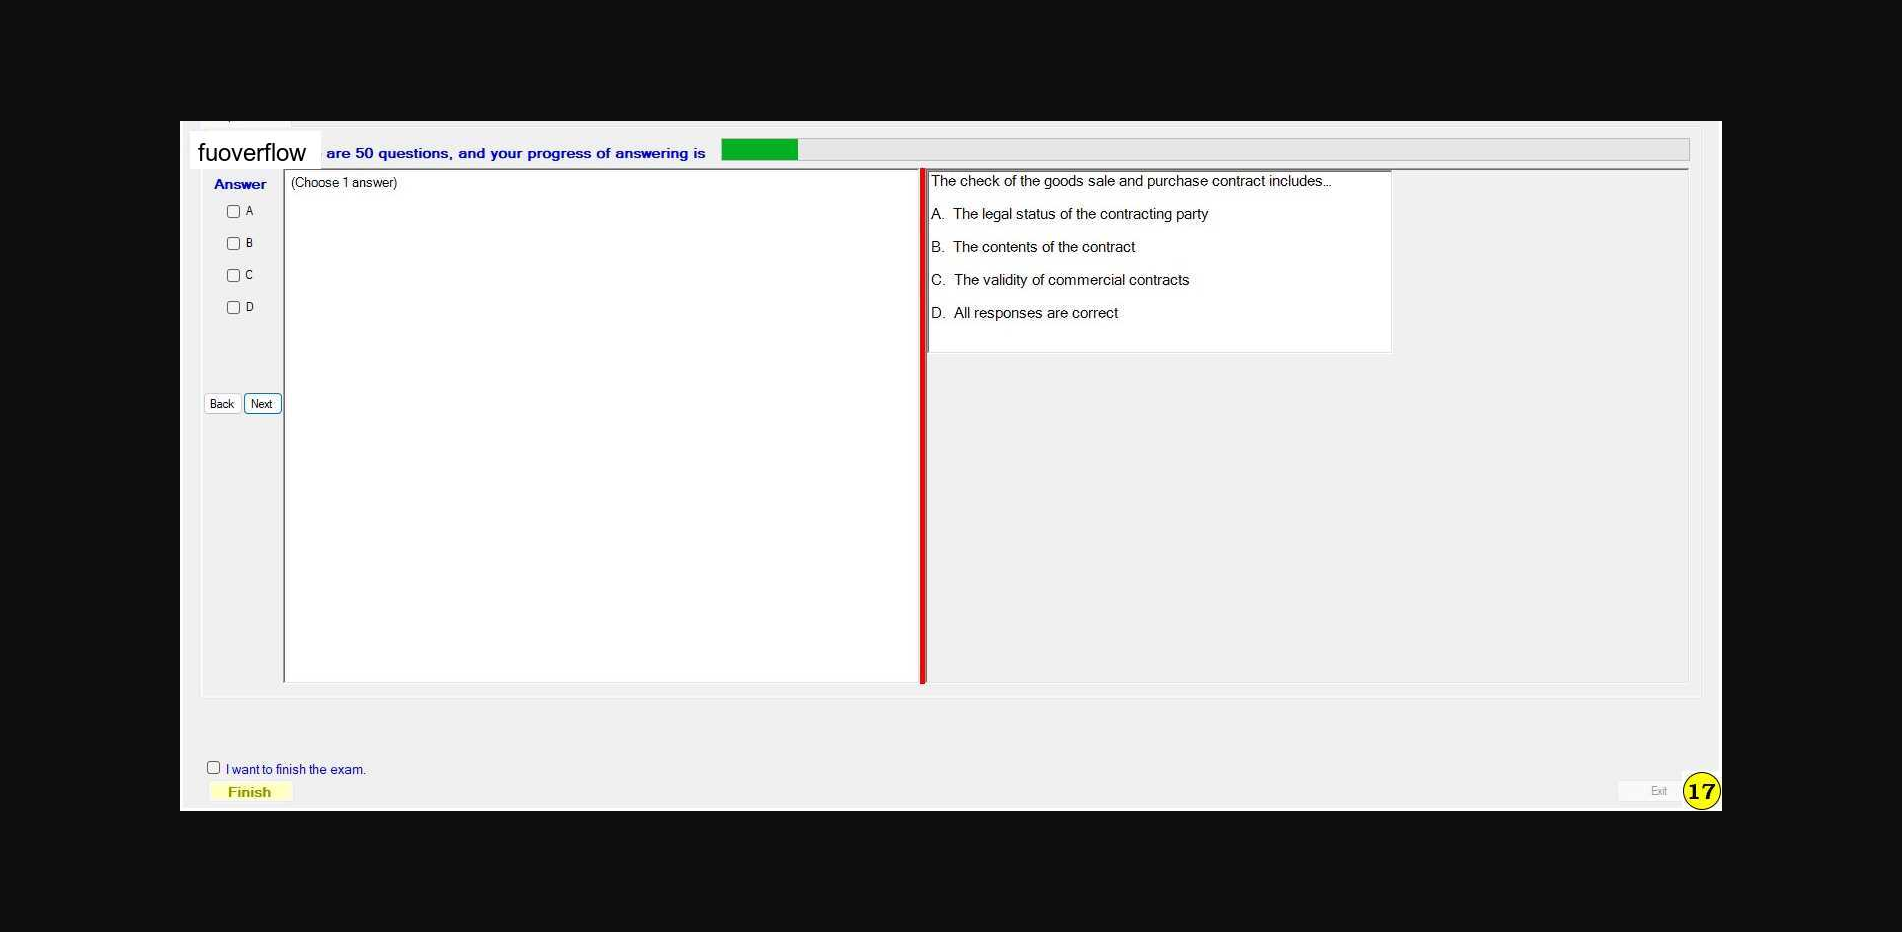 fuoverflow are 50 questions, and your progress of answering is
Answer
A
B
C
D
Back Next
(Choose 1 answer)
The check of the goods sale and purchase contract includes...
A. The legal status of the contracting party
B. The contents of the contract
C. The validity of commercial contracts
D. All responses are correct
I want to finish the exam.
Finish
Exit
17